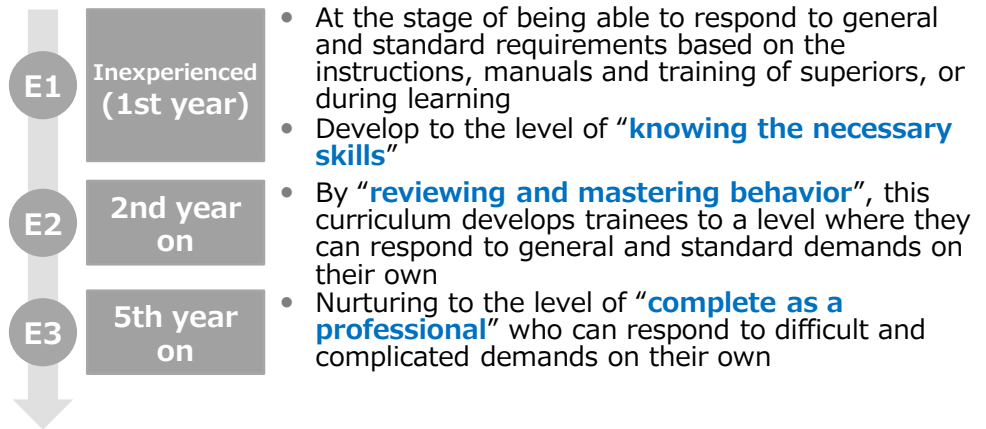 E1
Inexperienced
(1st year)
• At the stage of being able to respond to general
and standard requirements based on the
instructions, manuals and training of superiors, or
during learning
• Develop to the level of “knowing the necessary
skills”
E2
2nd year
on
• By “reviewing and mastering behavior”, this
curriculum develops trainees to a level where they
can respond to general and standard demands on
their own
E3
5th year
on
• Nurturing to the level of “complete as a
professional” who can respond to difficult and
complicated demands on their own